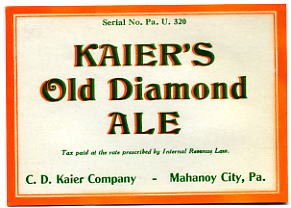 Serial No. Pa. U. 320
KAIER'S
Old Diamond
ALE
Tax paid at the rate prescribed by Internal Revenue Law.
C. D. Kaier Company - Mahanoy City, Pa.